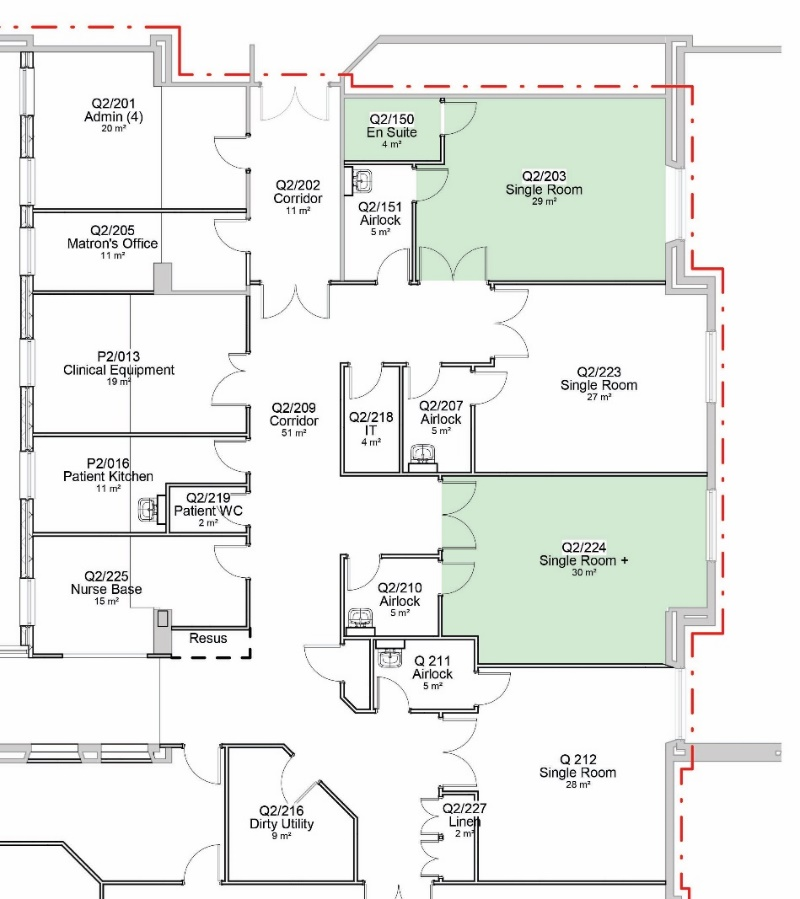 Q2/201
Admin (4)
20 m²
Q2/150
En Suite
4 m²
Q2/202
Corridor
11 m²
Q2/203
Single Room
29 m²
Q2/151
Airlock
5 m²
Q2/205
Matron's Office
11 m²
P2/013
Clinical Equipment
19 m²
Q2/223
Single Room
27 m²
Q2/209
Corridor
51 m²
Q2/218
IT
4 m²
Q2/207
Airlock
5 m²
P2/016
Patient Kitchen
11 m²
Q2/219
Patient WC
2 m²
Q2/224
Single Room +
30 m²
Q2/225
Nurse Base
15 m²
Q2/210
Airlock
5 m²
Resus
Q 211
Airlock
5 m²
Q 212
Single Room
28 m²
Q2/216
Dirty Utility
9 m²
Q2/227
Linen
2 m²